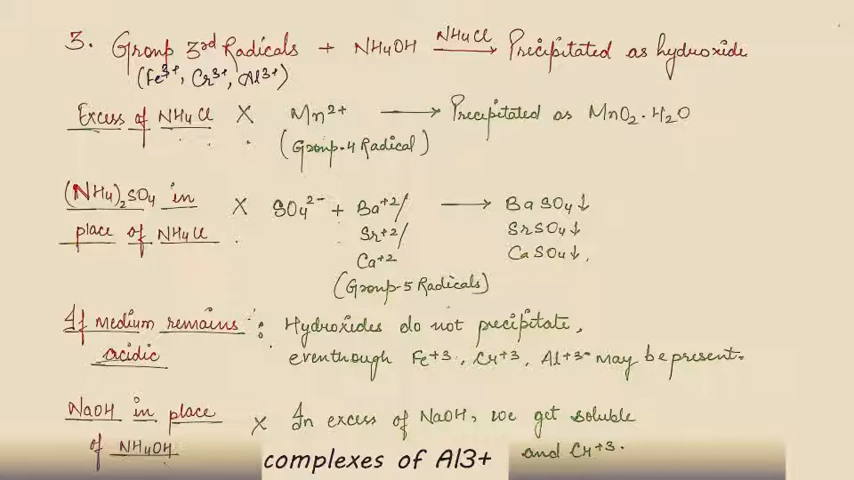 3. Group 3rd Radicals + NH4OH NH4Cl → Precipitated as hydroxide
(Fe3+, Cr3+, Al3+)
Excess of NH4Cl X Mn2+ → Precipitated as MnO2.H2O
(Group-4 Radical)
(NH4)2SO4 in place of NH4Cl X SO4 2- + Ba+2/ → BaSO4↓
Sr+2/ SrSO4↓
Ca+2 CaSO4↓,
(Group-5 Radicals)
If medium remains acidic : Hydroxides do not precipitate,
eventhough Fe+3, Cr+3, Al+3 may be present.
NaOH in place of NH4OH X In excess of NaOH, we get soluble
complexes of Al3+ and Cr+3.